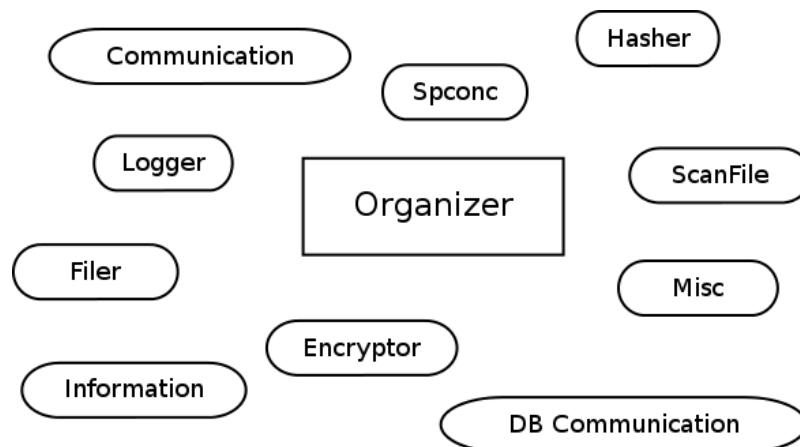 Hasher
Communication
Spconc
Logger
ScanFile
Organizer
Filer
Misc
Encryptor
Information
DB Communication